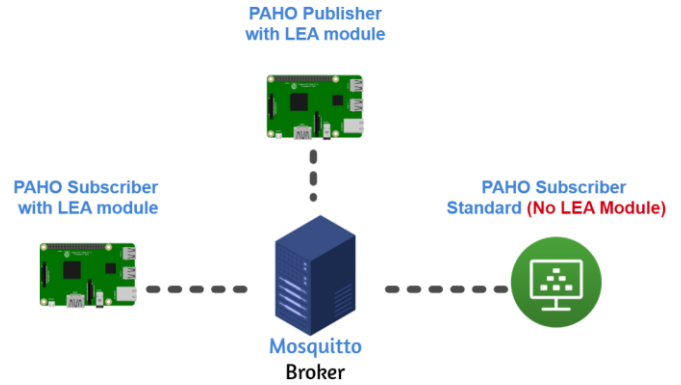 PAHO Publisher
with LEA module
PAHO Subscriber
with LEA module
PAHO Subscriber
Standard (No LEA Module)
Mosquitto
Broker